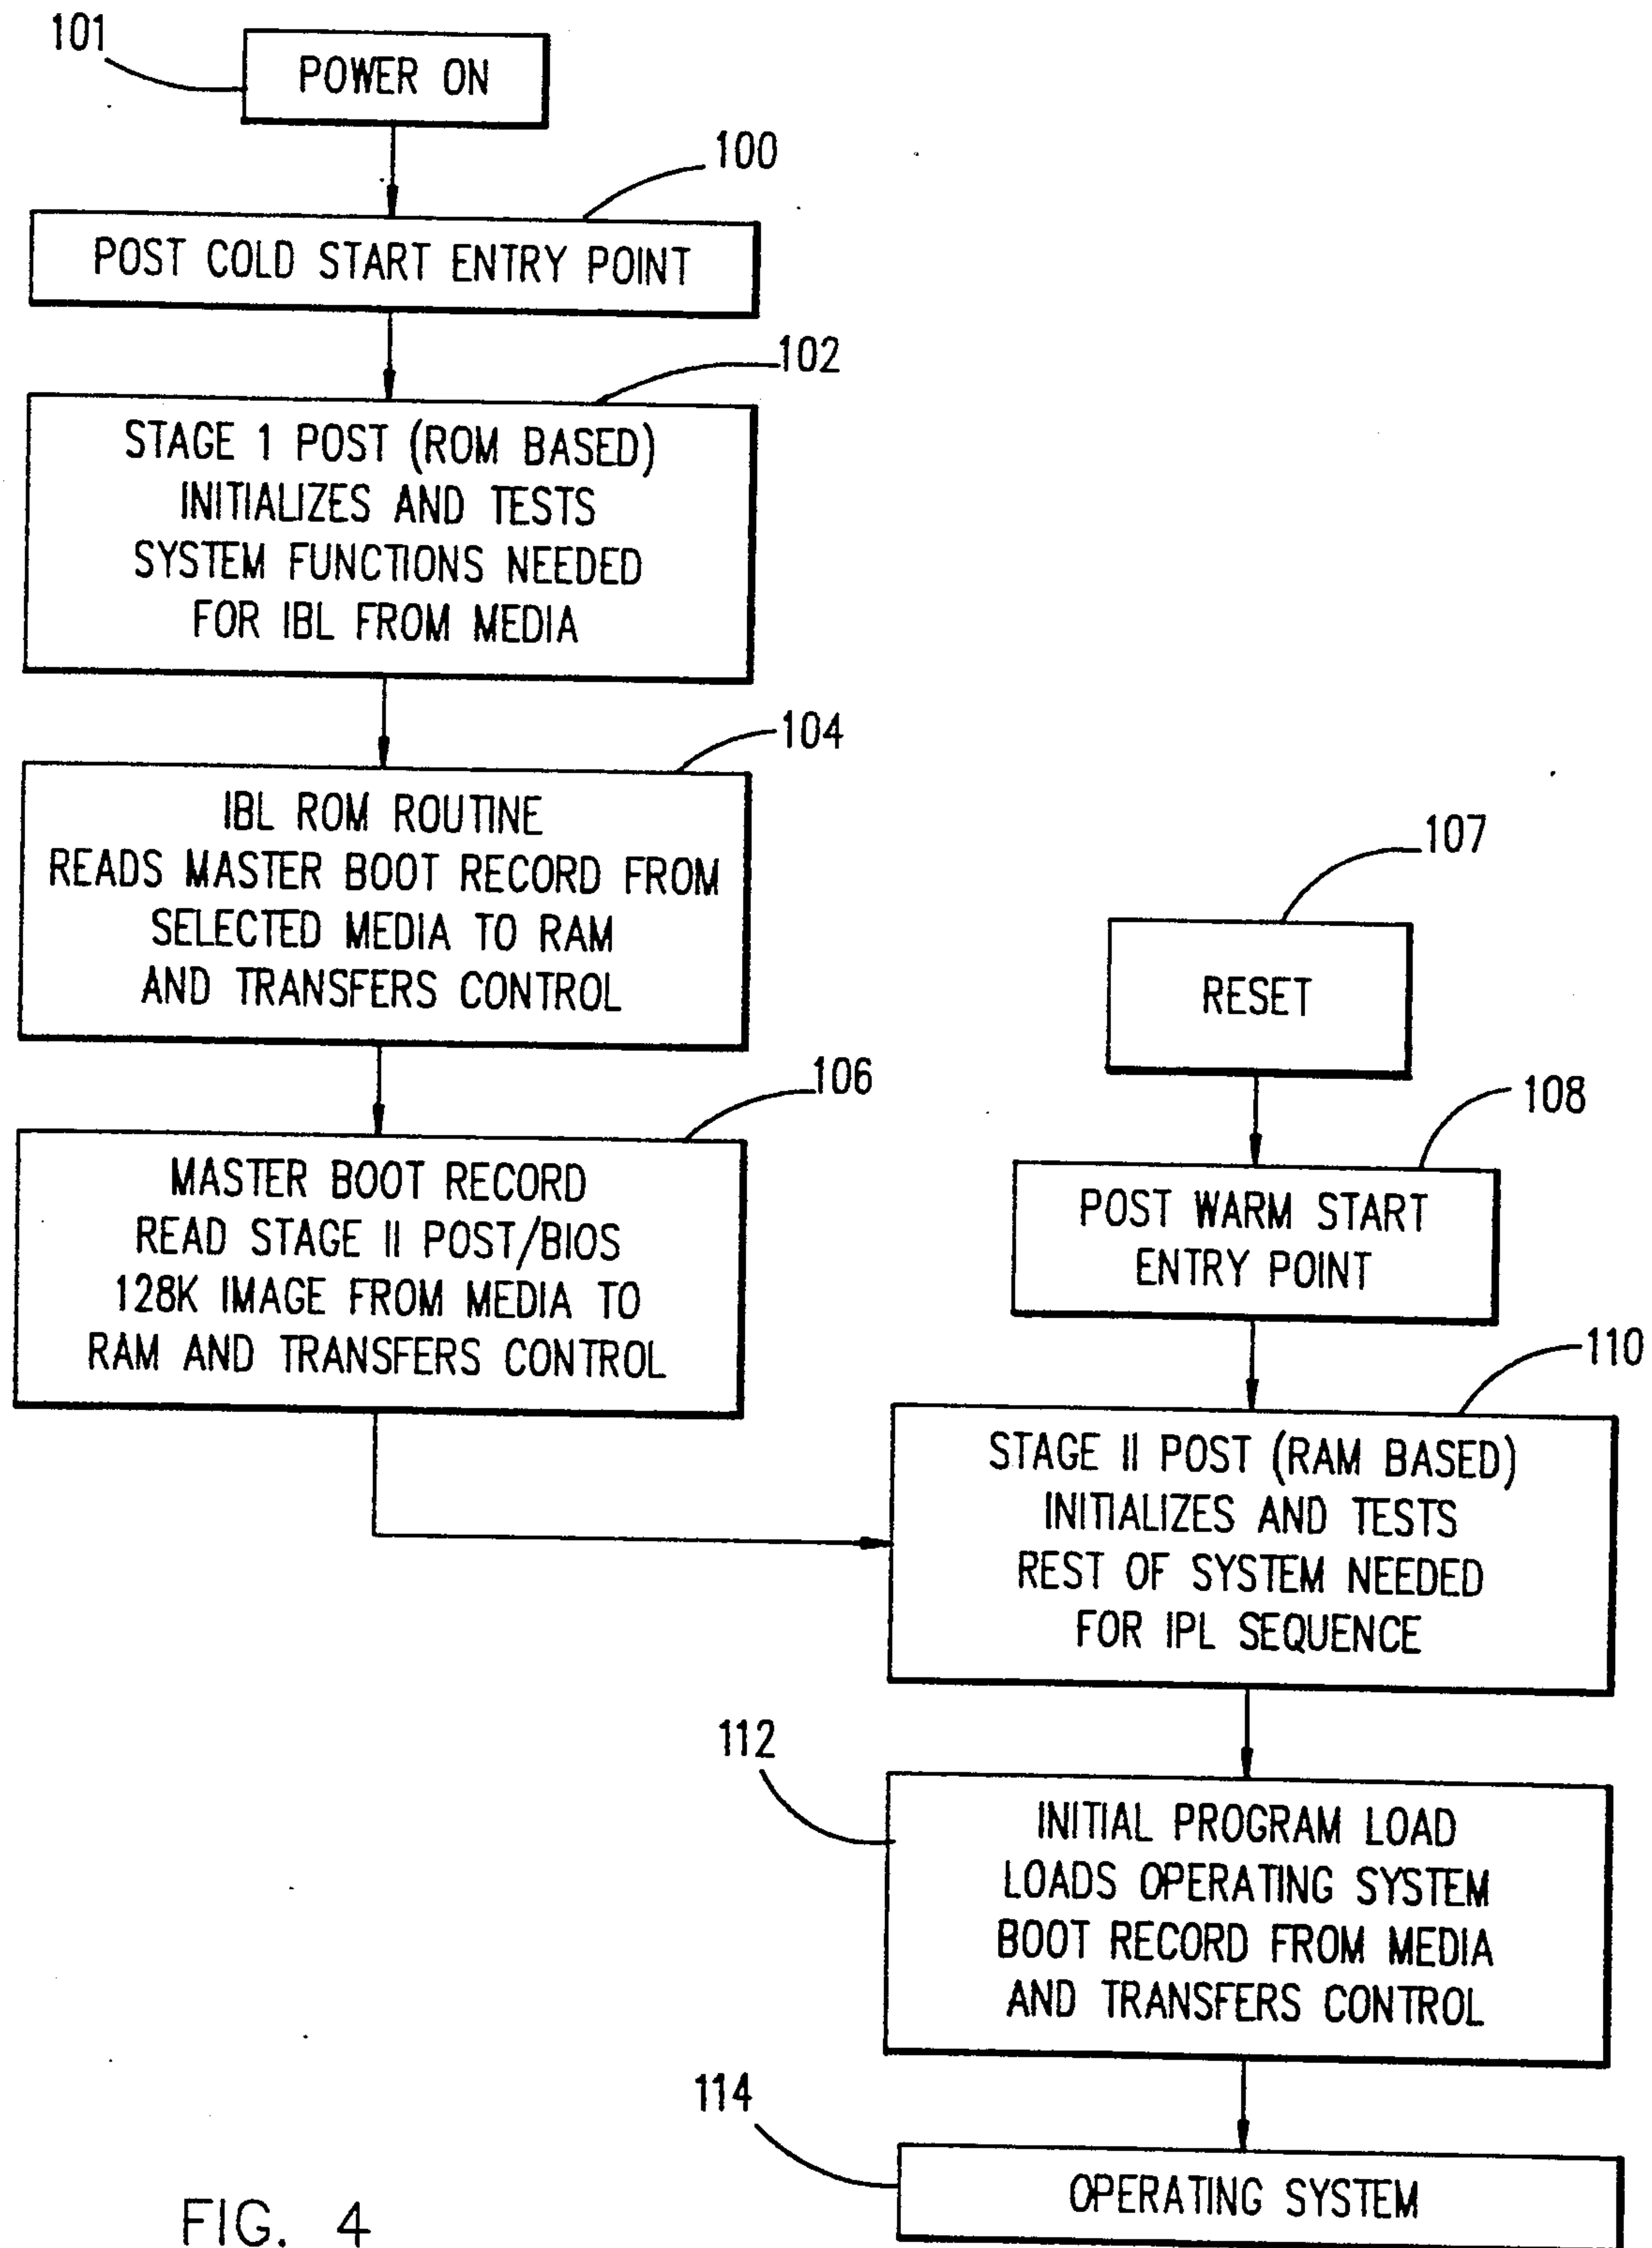 101
POWER ON
100
POST COLD START ENTRY POINT
102
STAGE 1 POST (ROM BASED)
INITIALIZES AND TESTS
SYSTEM FUNCTIONS NEEDED
FOR IBL FROM MEDIA
104
IBL ROM ROUTINE
READS MASTER BOOT RECORD FROM
SELECTED MEDIA TO RAM
AND TRANSFERS CONTROL
106
MASTER BOOT RECORD
READ STAGE II POST/BIOS
128K IMAGE FROM MEDIA TO
RAM AND TRANSFERS CONTROL
107
RESET
108
POST WARM START
ENTRY POINT
110
STAGE II POST (RAM BASED)
INITIALIZES AND TESTS
REST OF SYSTEM NEEDED
FOR IPL SEQUENCE
112
INITIAL PROGRAM LOAD
LOADS OPERATING SYSTEM
BOOT RECORD FROM MEDIA
AND TRANSFERS CONTROL
114
OPERATING SYSTEM
FIG. 4